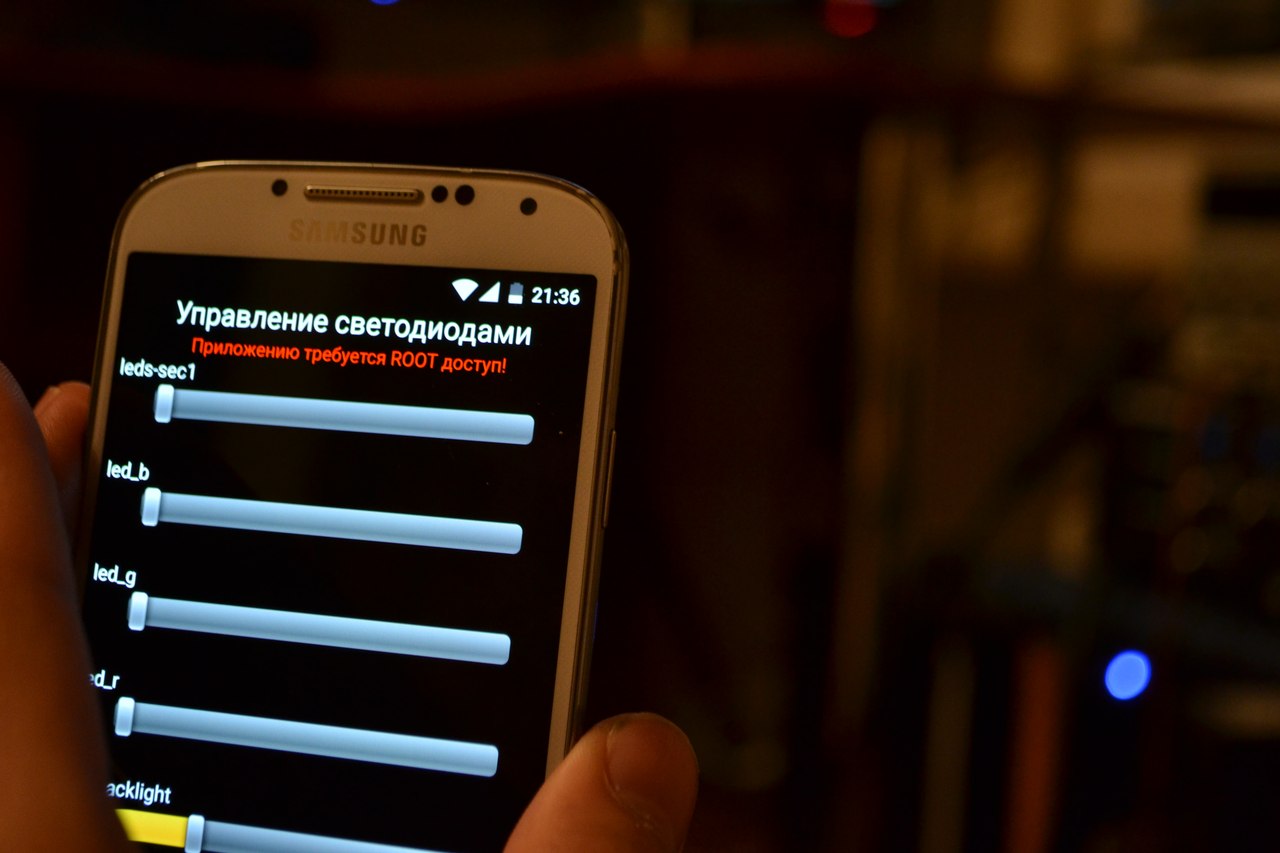 SAMSUNG
21:36
Управление светодиодами
Приложению требуется ROOT доступ!
leds-sec1
led_b
led_g
ed_r
acklight